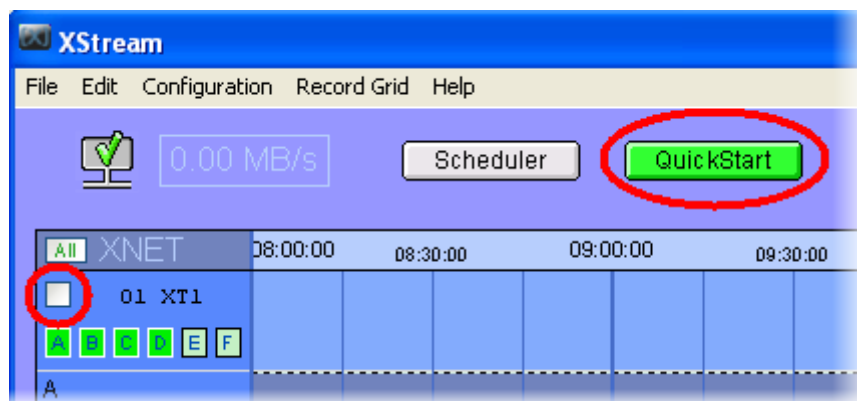 XStream
File Edit Configuration Record Grid Help
0.00 MB/s Scheduler QuickStart
All XNET 08:00:00 08:30:00 09:00:00 09:30:00
01 XT1
A B C D E F
A